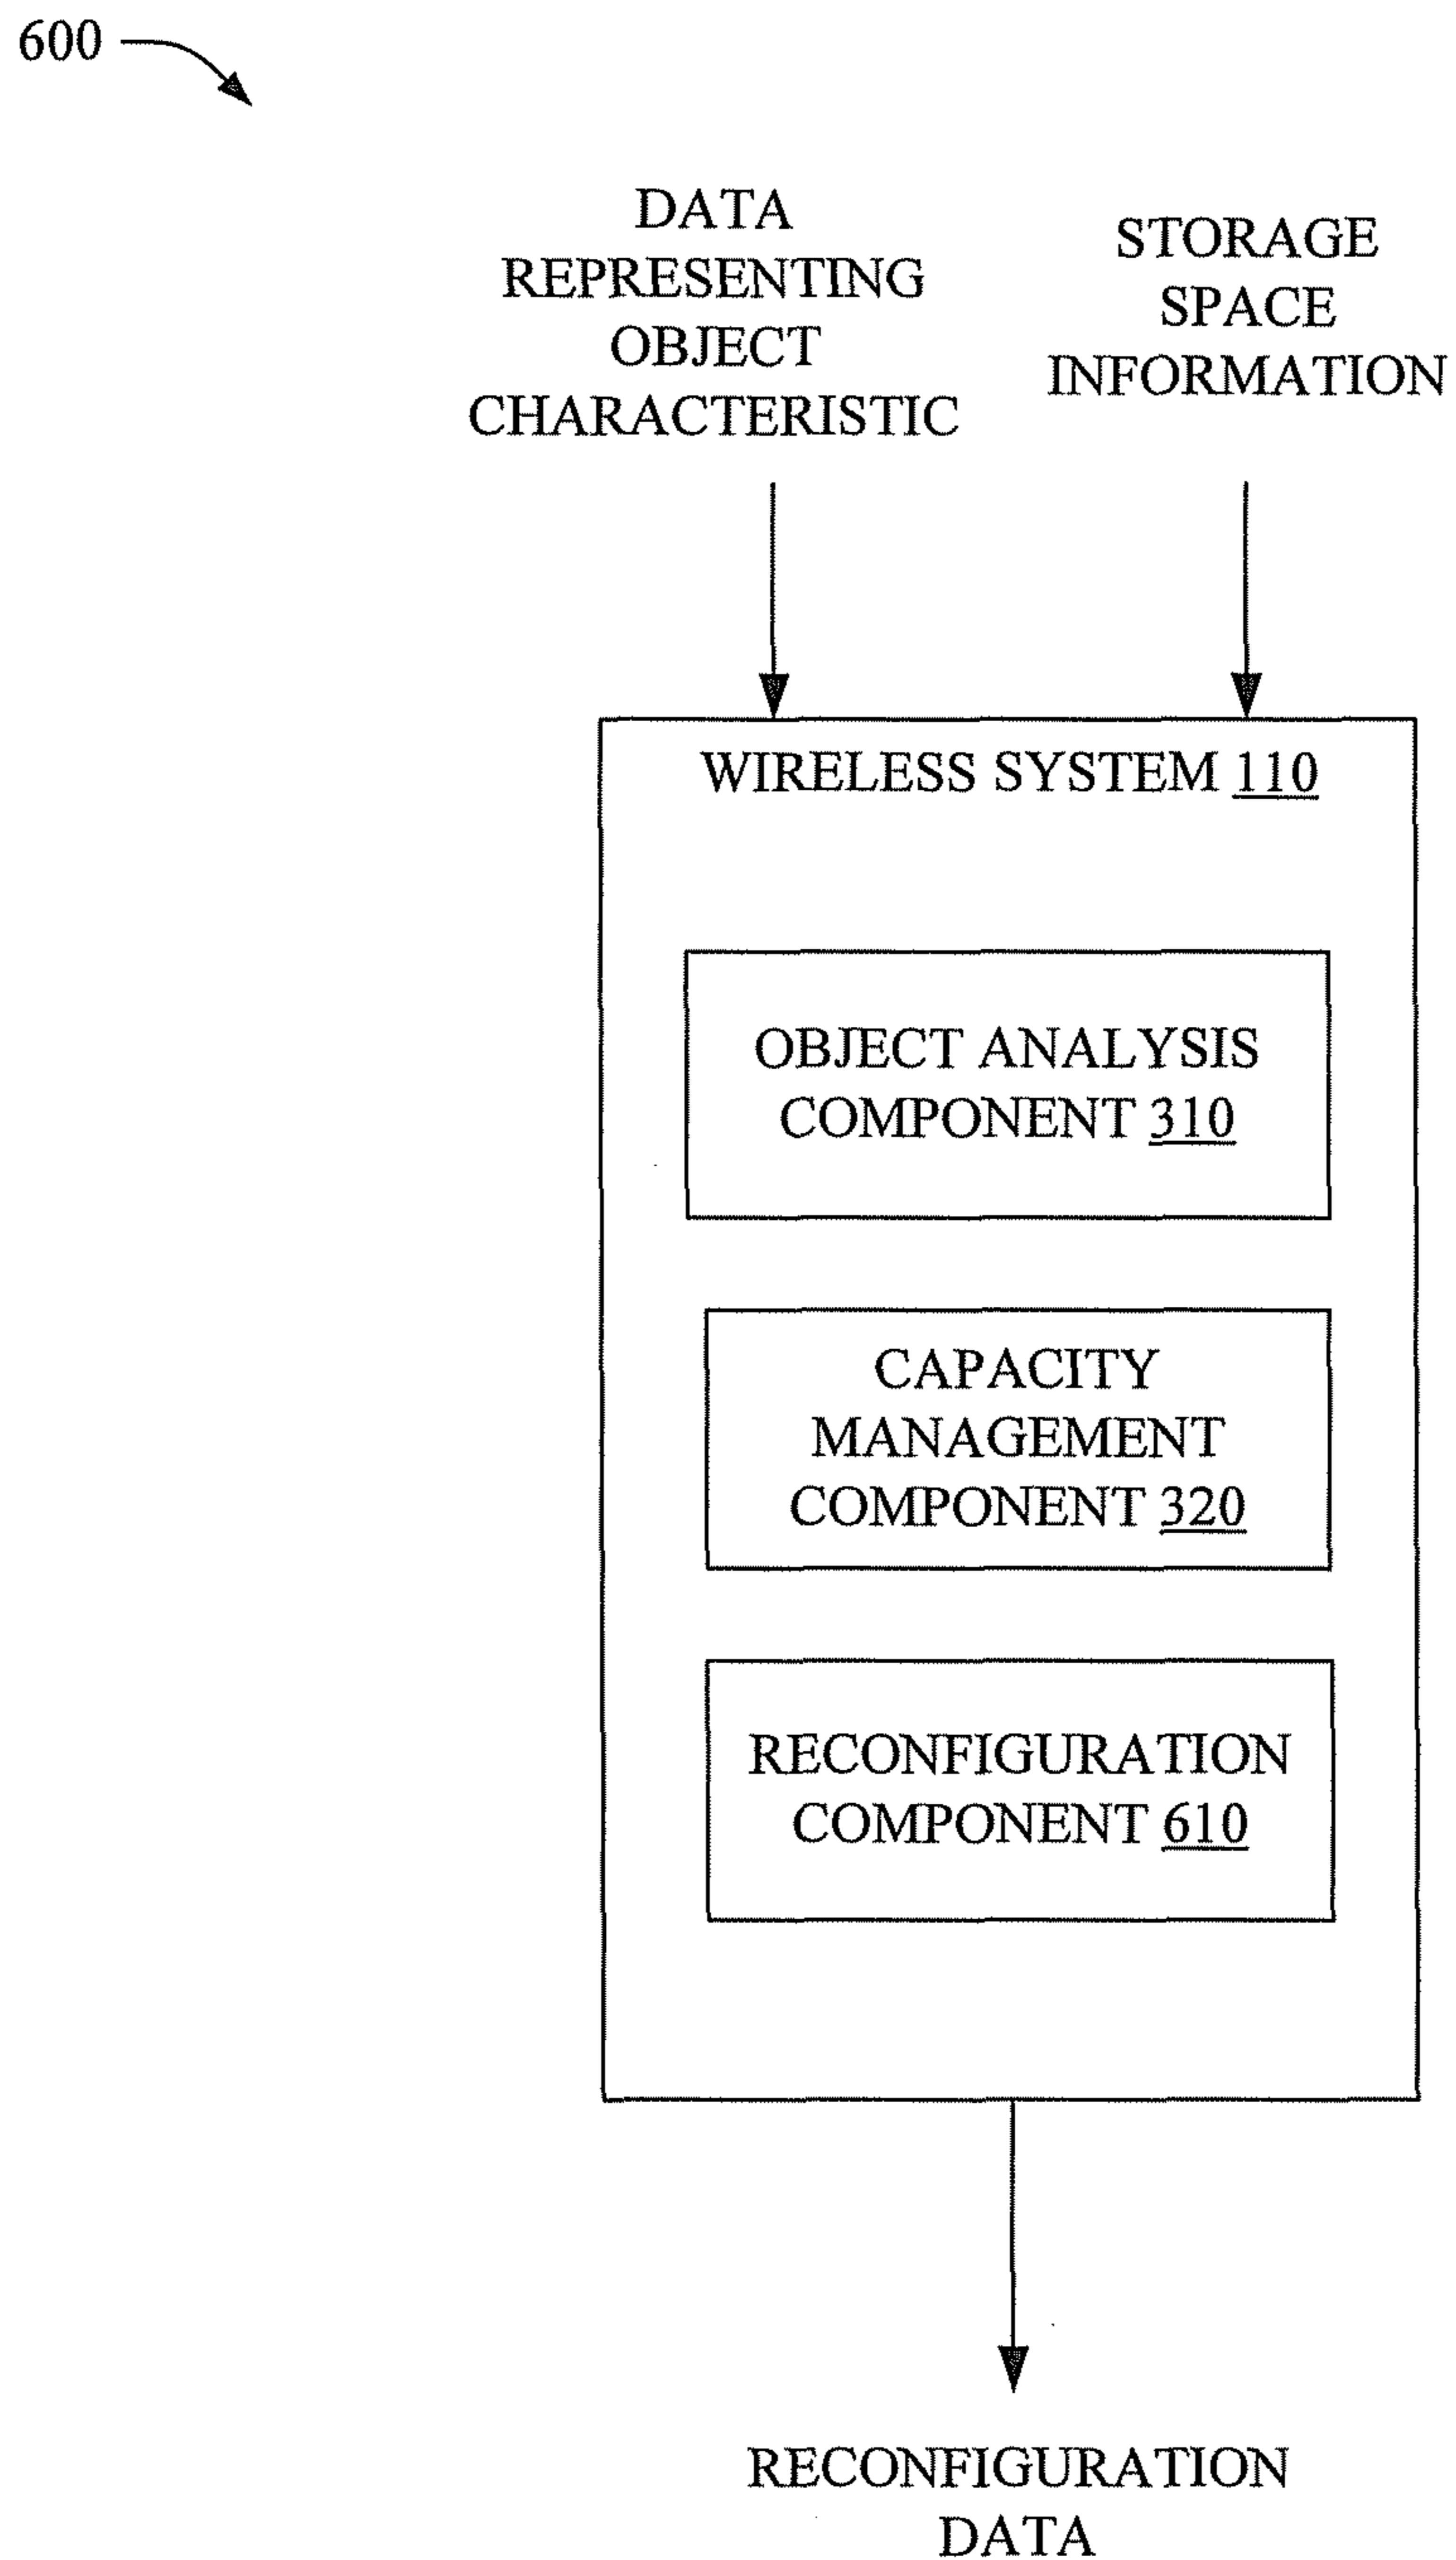 600
DATA
REPRESENTING
OBJECT
CHARACTERISTIC
STORAGE
SPACE
INFORMATION
WIRELESS SYSTEM 110
OBJECT ANALYSIS
COMPONENT 310
CAPACITY
MANAGEMENT
COMPONENT 320
RECONFIGURATION
COMPONENT 610
RECONFIGURATION
DATA